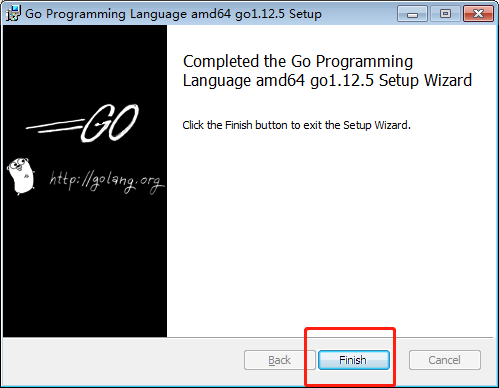 Go Programming Language amd64 go1.12.5 Setup
Completed the Go Programming
Language amd64 go1.12.5 Setup Wizard
Click the Finish button to exit the Setup Wizard.
GO
http://golang.org
Back
Finish
Cancel